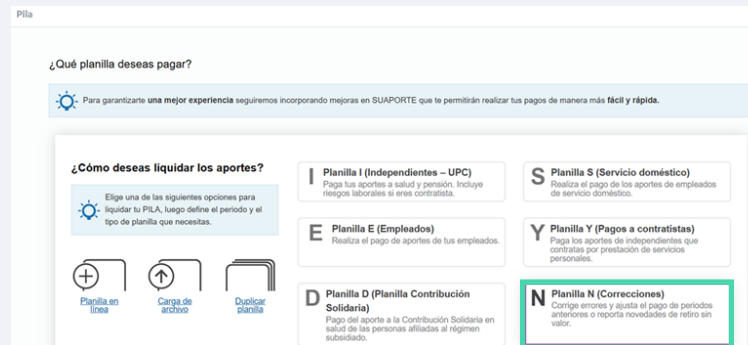 Pila
¿Qué planilla deseas pagar?
Para garantizarte una mejor experiencia seguiremos incorporando mejoras en SUAPORTE que te permitirán realizar tus pagos de manera más fácil y rápida.
¿Cómo deseas liquidar los aportes?
Elige una de las siguientes opciones para
liquidar tu PILA, luego define el periodo y el
tipo de planilla que necesitas.
Planilla en
línea
Carga de
archivo
Duplicar
planilla
I
Planilla I (Independientes – UPC)
Paga tus aportes a salud y pensión. Incluye
riesgos laborales si eres contratista.
S
Planilla S (Servicio doméstico)
Realiza el pago de los aportes de empleados
de servicio doméstico.
E
Planilla E (Empleados)
Realiza el pago de aportes de tus empleados.
Y
Planilla Y (Pagos a contratistas)
Paga los aportes de independientes que
contratas por prestación de servicios
personales.
D
Planilla D (Planilla Contribución
Solidaria)
Pago del aporte a la Contribución Solidaria en
salud de las personas afiliadas al régimen
subsidiado.
N
Planilla N (Correcciones)
Corrige errores y ajusta el pago de periodos
anteriores o reporta novedades de retiro sin
valor.